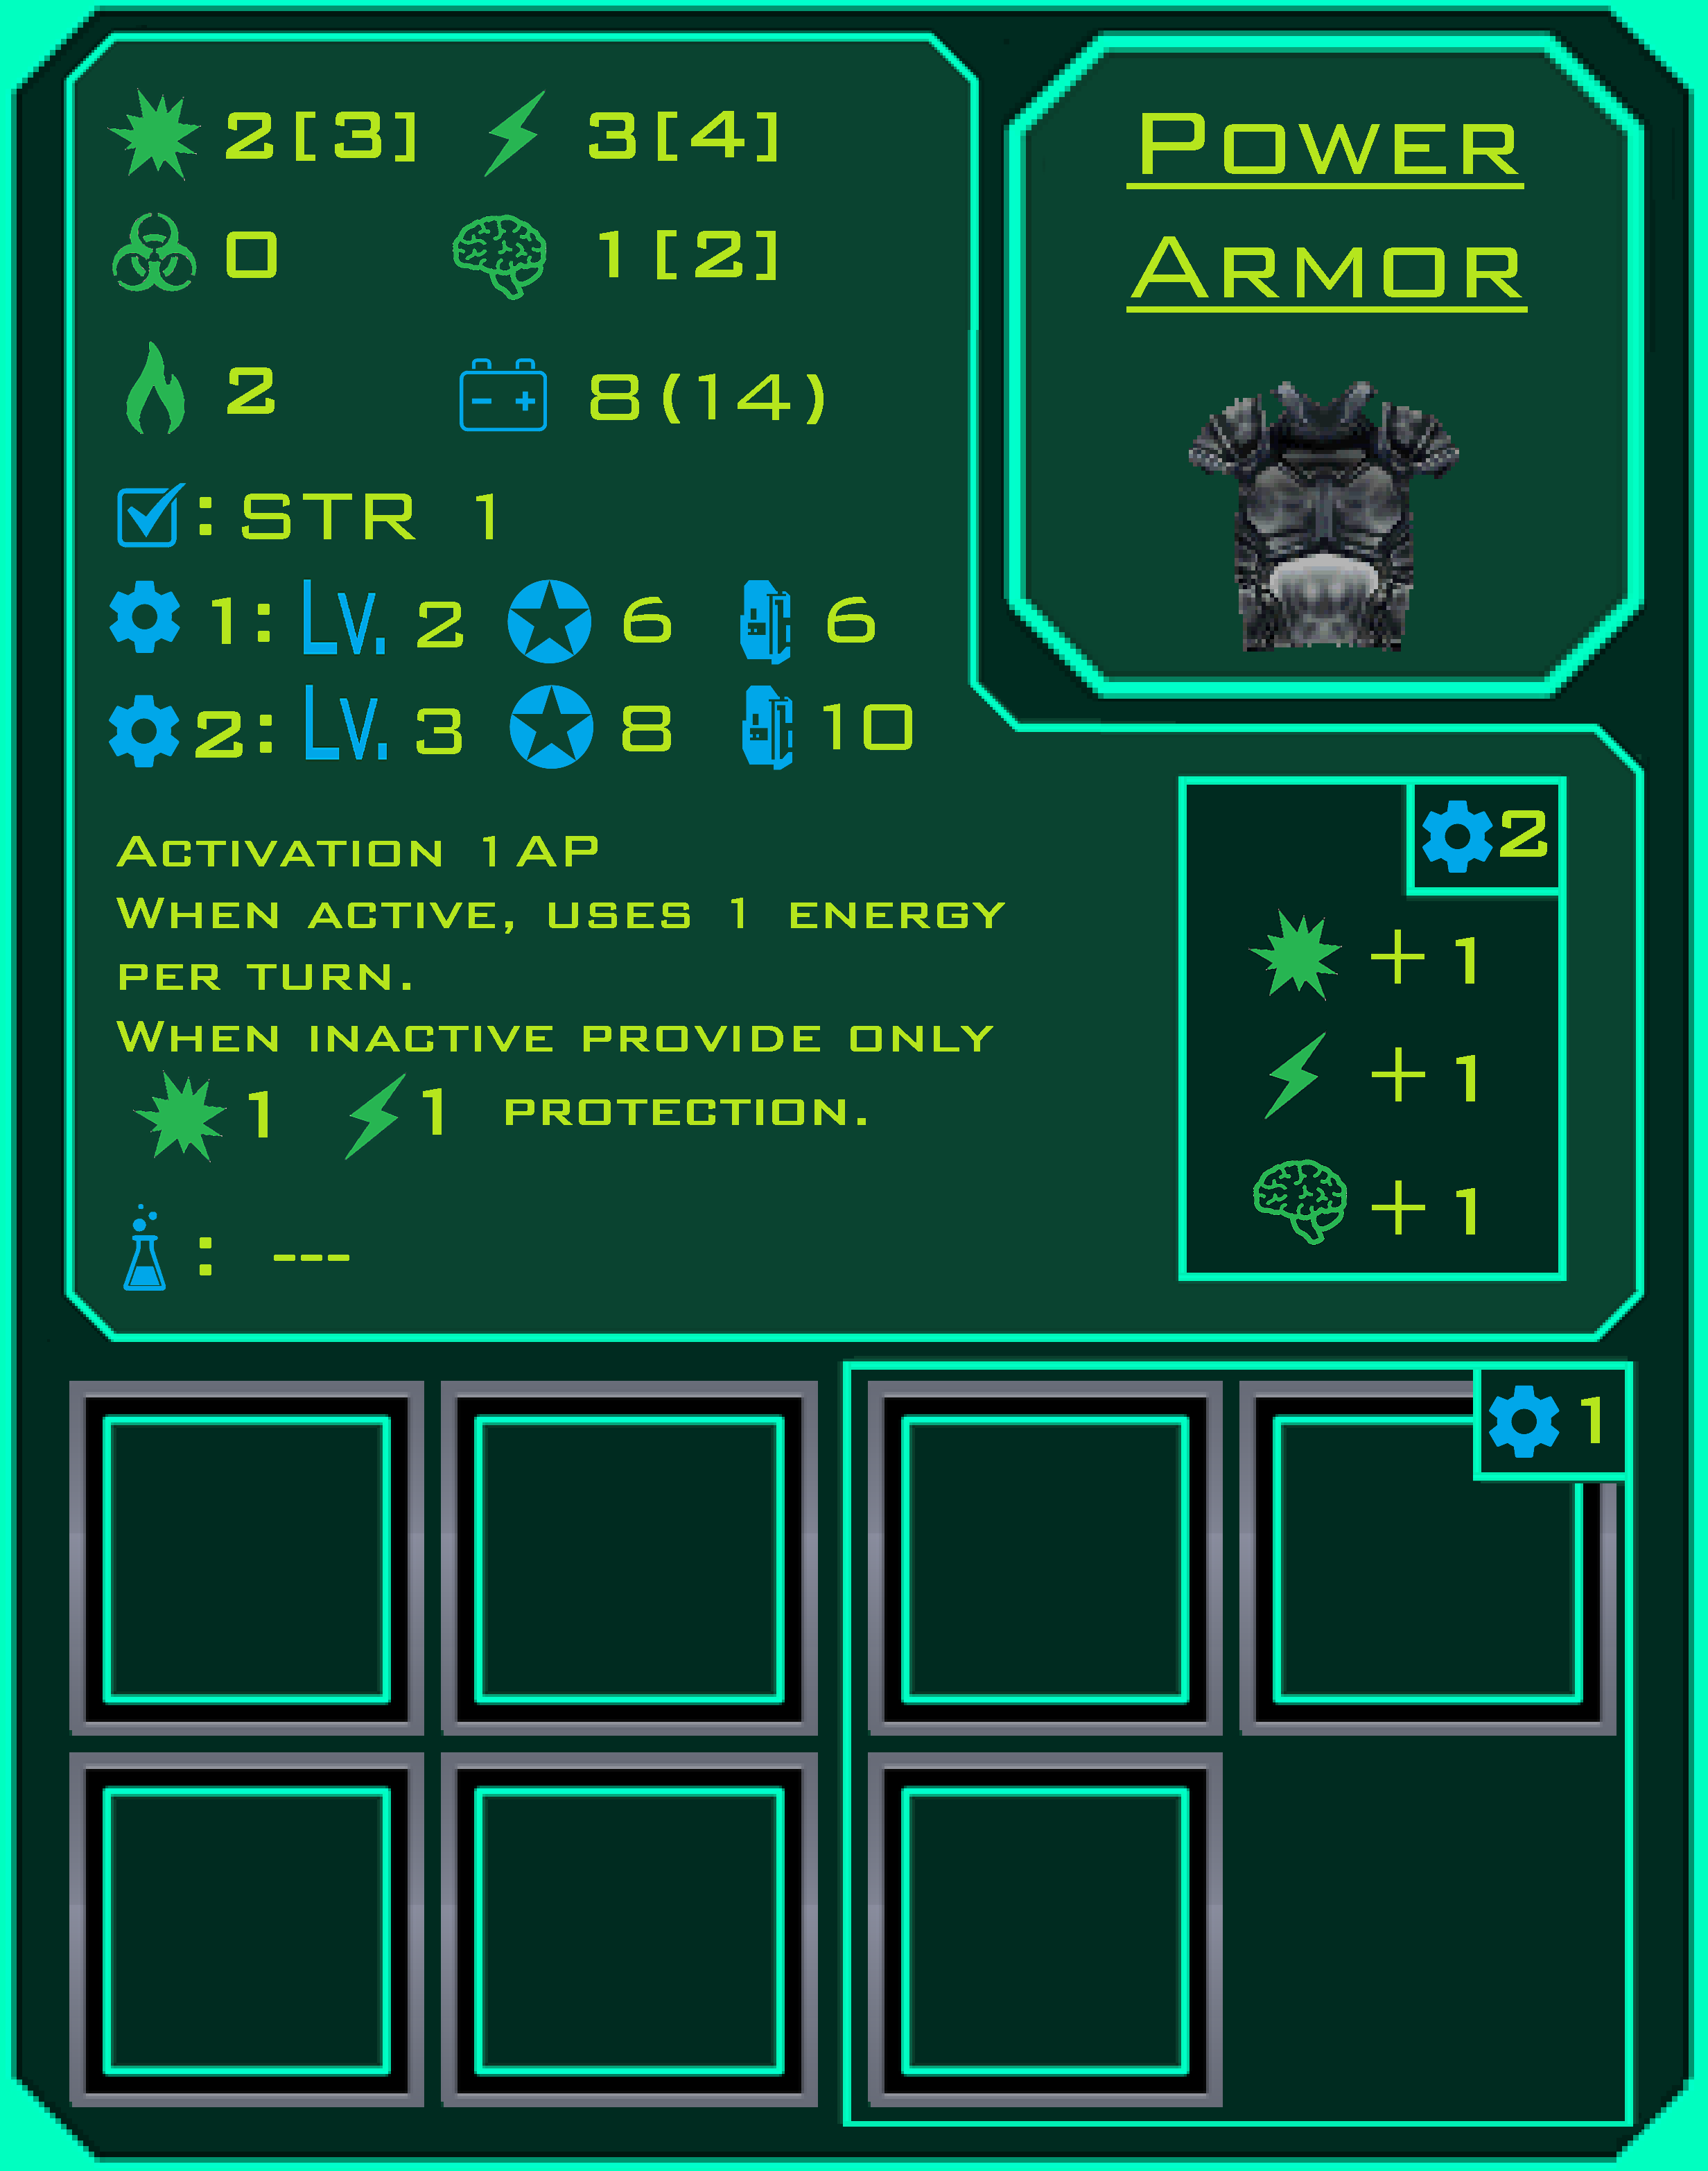 2[3] 3[4]
Power
Armor
0 1[2]
2 8(14)
: STR 1
1: Lv. 2 6 6
2: Lv. 3 8 10
Activation 1AP
When active, uses 1 energy
per turn.
When inactive provide only
1 1 protection.
: ---
2
+ 1
+ 1
+ 1
1